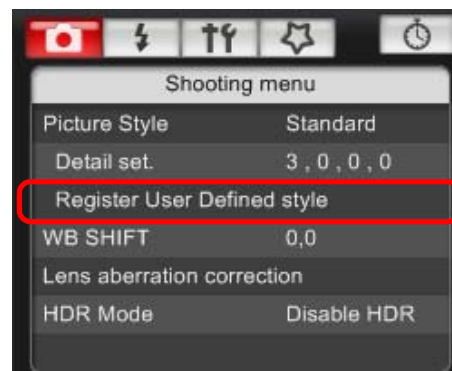 Shooting menu
Picture Style Standard
Detail set. 3 , 0 , 0 , 0
Register User Defined style
WB SHIFT 0,0
Lens aberration correction
HDR Mode Disable HDR